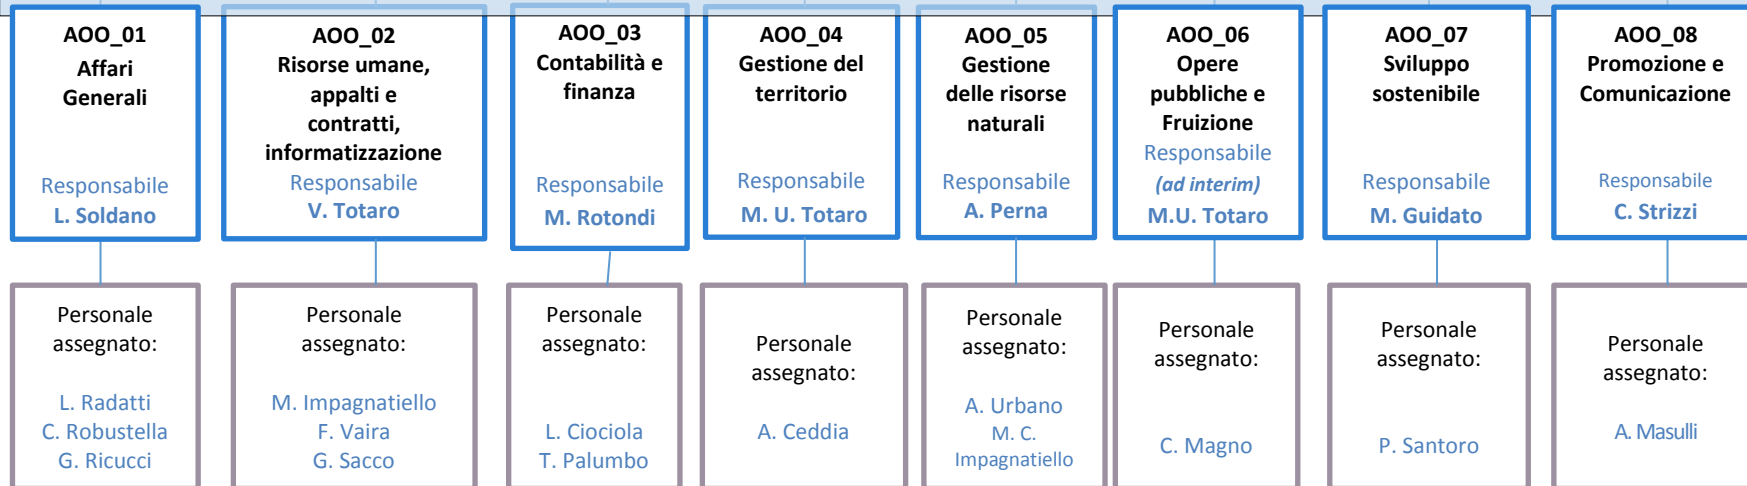 AOO_01
Affari
Generali
Responsabile
L. Soldano
AOO_02
Risorse umane,
appalti e
contratti,
informatizzazione
Responsabile
V. Totaro
AOO_03
Contabilità e
finanza
Responsabile
M. Rotondi
AOO_04
Gestione del
territorio
Responsabile
M. U. Totaro
AOO_05
Gestione
delle risorse
naturali
Responsabile
A. Perna
AOO_06
Opere
pubbliche e
Fruizione
Responsabile
(ad interim)
M.U. Totaro
AOO_07
Sviluppo
sostenibile
Responsabile
M. Guidato
AOO_08
Promozione e
Comunicazione
Responsabile
C. Strizzi
Personale
assegnato:
L. Radatti
C. Robustella
G. Ricucci
Personale
assegnato:
M. Impagnatiello
F. Vaira
G. Sacco
Personale
assegnato:
L. Ciociola
T. Palumbo
Personale
assegnato:
A. Ceddia
Personale
assegnato:
A. Urbano
M. C.
Impagnatiello
Personale
assegnato:
C. Magno
Personale
assegnato:
P. Santoro
Personale
assegnato:
A. Masulli